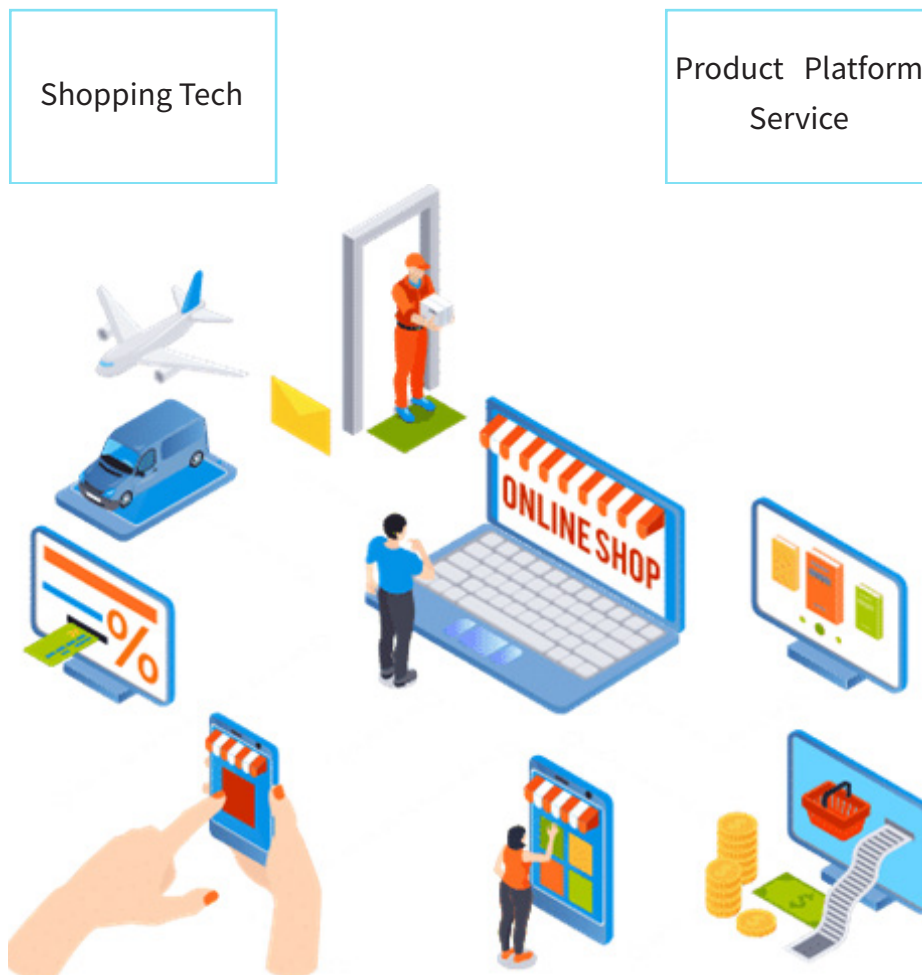 Shopping Tech
Product Platform
Service
ONLINE SHOP
%
$